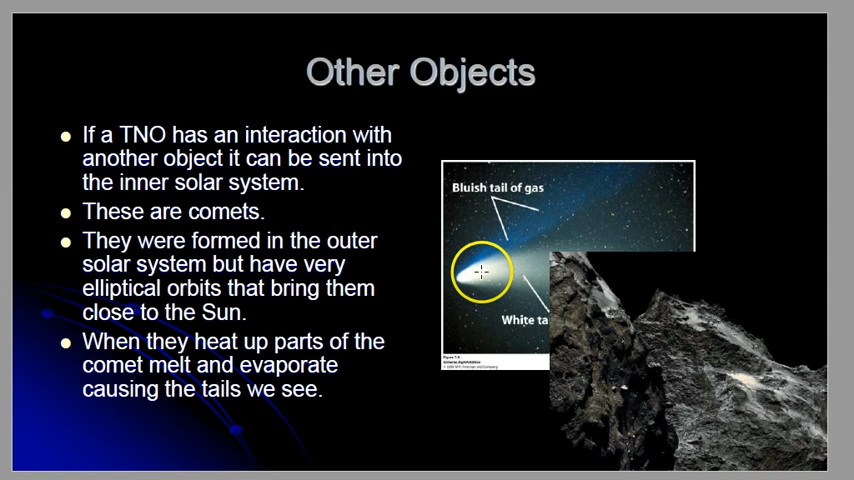 Other Objects
If a TNO has an interaction with
another object it can be sent into
the inner solar system.
These are comets.
They were formed in the outer
solar system but have very
elliptical orbits that bring them
close to the Sun.
When they heat up parts of the
comet melt and evaporate
causing the tails we see.
Bluish tail of gas
White ta